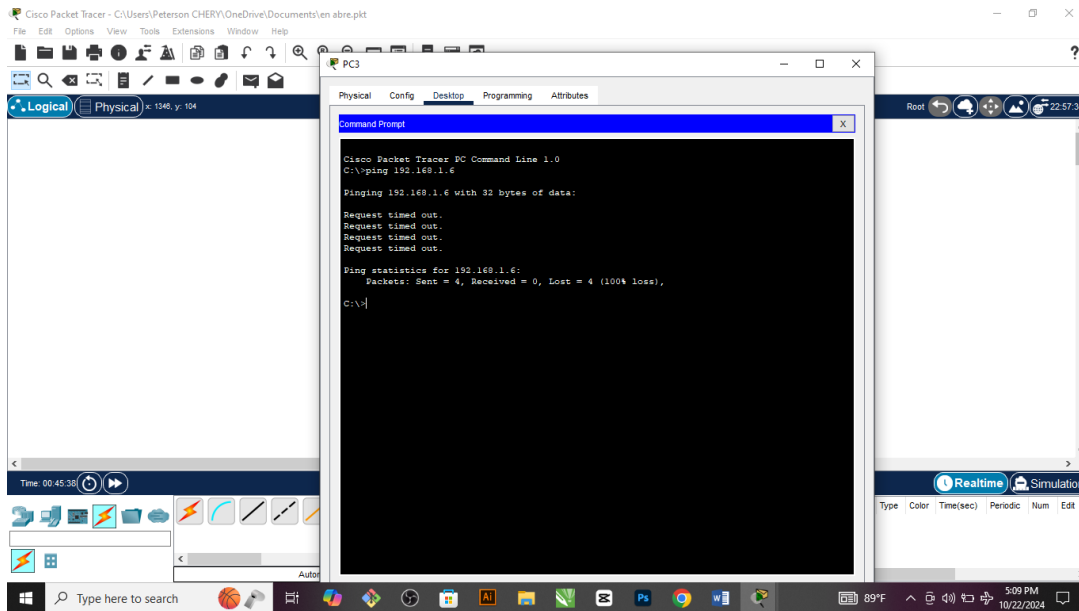 Cisco Packet Tracer - C:\Users\Peterson CHERY\OneDrive\Documents\en abre.pkt
File Edit Options View Tools Extensions Window Help
?
PC3
Physical Config Desktop Programming Attributes
Logical Physical x: 1346, y: 104
Root 22:57:3
Command Prompt X
Cisco Packet Tracer PC Command Line 1.0
C:\>ping 192.168.1.6
Pinging 192.168.1.6 with 32 bytes of data:
Request timed out.
Request timed out.
Request timed out.
Request timed out.
Ping statistics for 192.168.1.6:
Packets: Sent = 4, Received = 0, Lost = 4 (100% loss),
C:\>
Time: 00:45:38
Realtime Simulatio
Type Color Time(sec) Periodic Num Edit
Autor
Type here to search
Ai
Ps
W
89°F
5:09 PM
10/22/2024